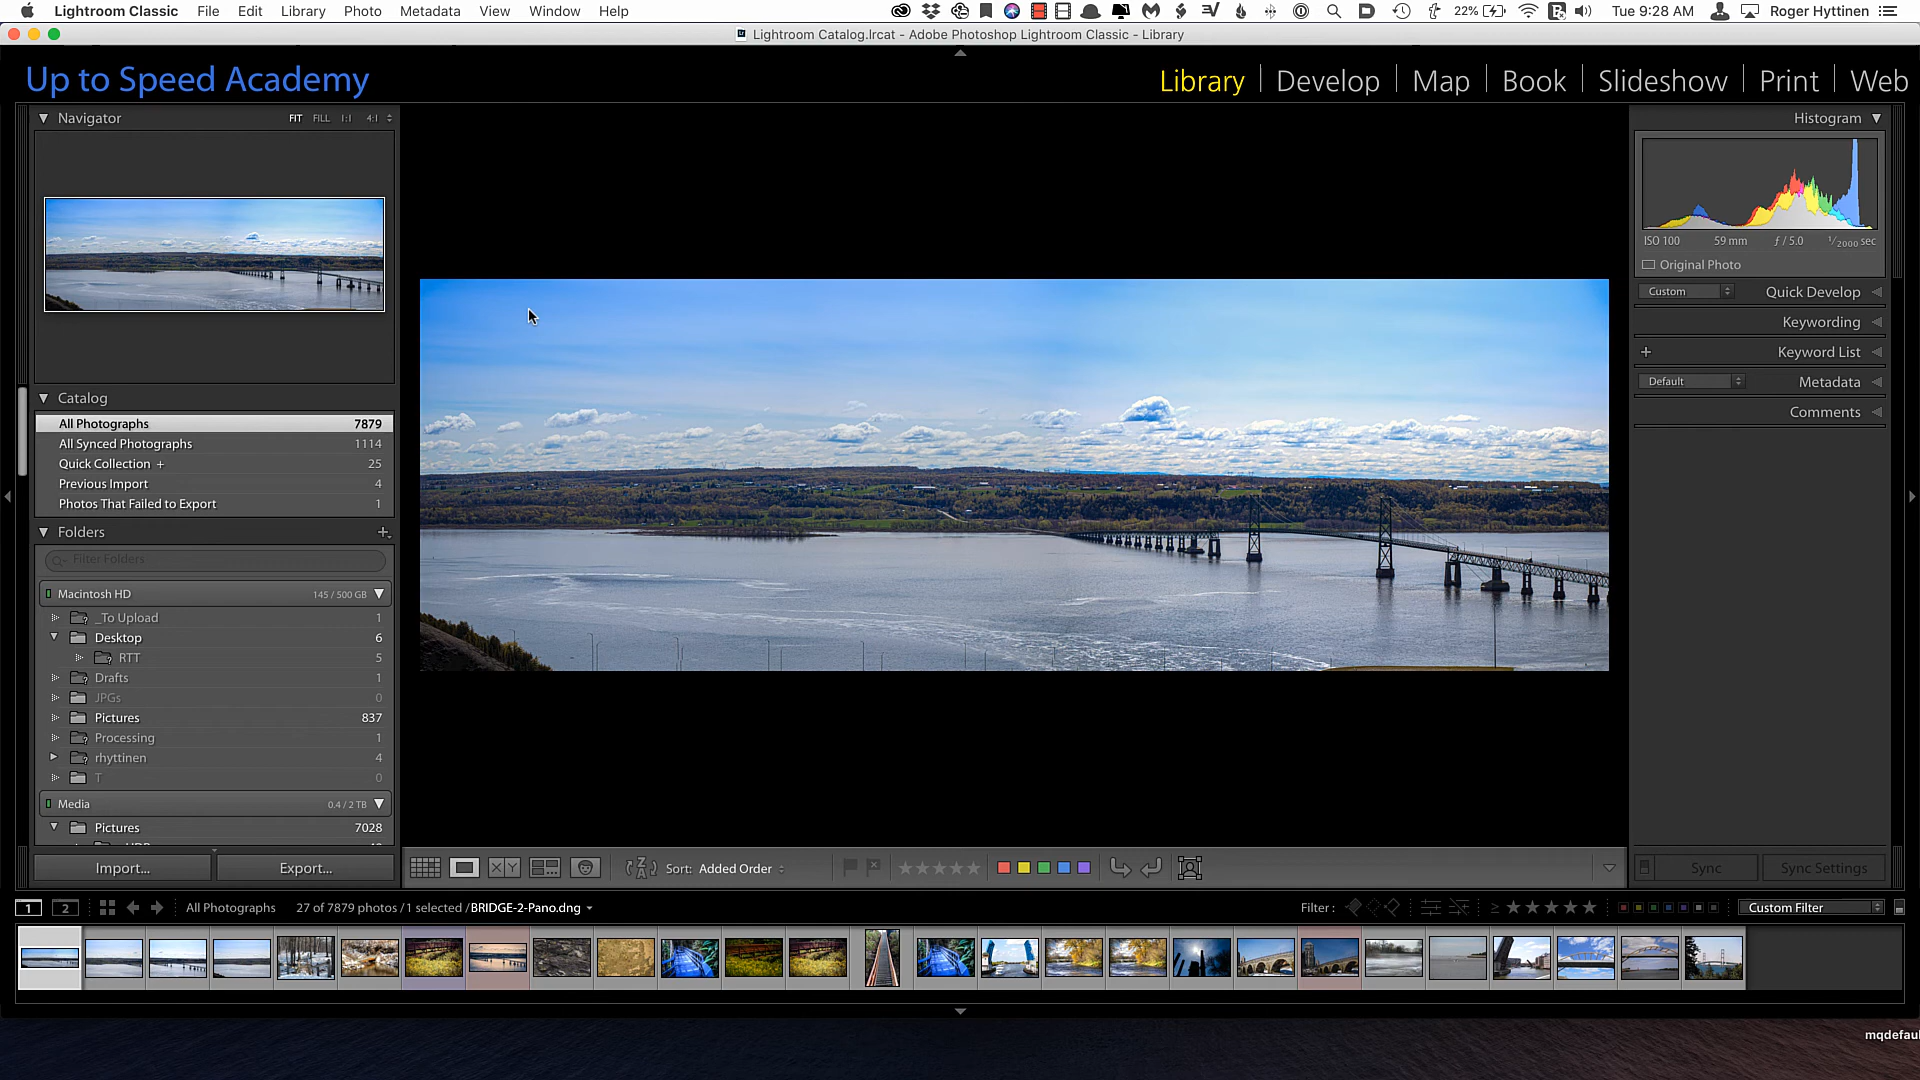 Lightroom Classic File Edit Library Photo Metadata View Window Help 22% Tue 9:28 AM Roger Hyttinen
Lightroom Catalog.lrcat - Adobe Photoshop Lightroom Classic - Library
Up to Speed Academy
Library | Develop | Map | Book | Slideshow | Print | Web
Navigator FIT FILL 1:1 4:1
Catalog
All Photographs 7879
All Synced Photographs 1114
Quick Collection + 25
Previous Import 4
Photos That Failed to Export 1
Folders +
Filter Folders
Macintosh HD 145 / 500 GB
_To Upload 1
Desktop 6
RTT 5
Drafts 1
JPGs 0
Pictures 837
Processing 1
rhyttinen 4
T 0
Media 0.4 / 2 TB
Pictures 7028
Import... Export...
Histogram
ISO 100 59 mm ƒ / 5.0 1/2000 sec
Original Photo
Custom Quick Develop
Keywording
+ Keyword List
Default Metadata
Comments
X Y Sort: Added Order
Sync Sync Settings
1 2 All Photographs 27 of 7879 photos / 1 selected / BRIDGE-2-Pano.dng
Filter : ≥ Custom Filter
mqdefaul